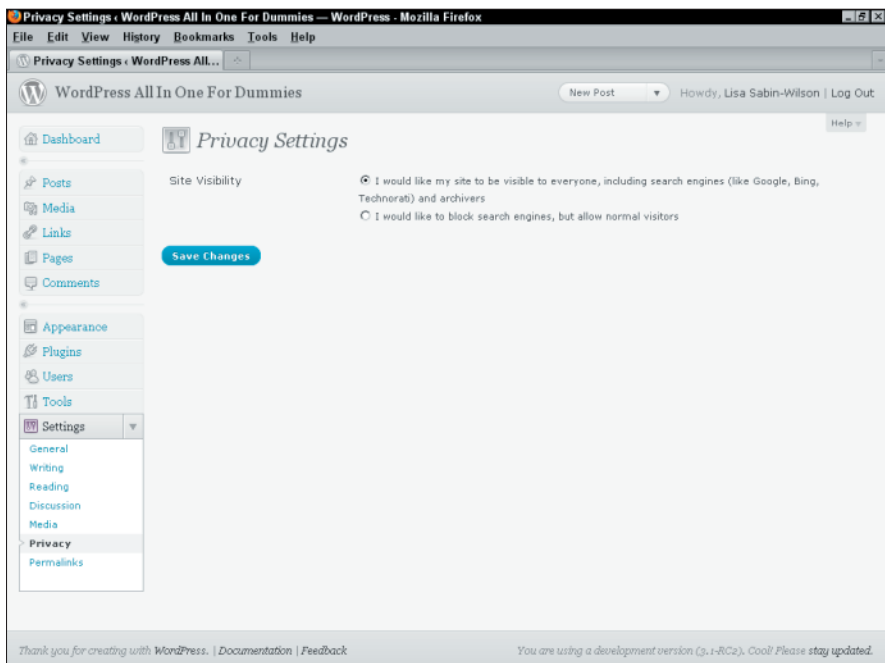 Privacy Settings ‹ WordPress All In One For Dummies — WordPress - Mozilla Firefox
File Edit View History Bookmarks Tools Help
Privacy Settings ‹ WordPress All...
WordPress All In One For Dummies
New Post
Howdy, Lisa Sabin-Wilson | Log Out
Help
Dashboard
Privacy Settings
Posts
Media
Links
Pages
Comments
Appearance
Plugins
Users
Tools
Settings
General
Writing
Reading
Discussion
Media
Privacy
Permalinks
Site Visibility
I would like my site to be visible to everyone, including search engines (like Google, Bing,
Technorati) and archivers
I would like to block search engines, but allow normal visitors
Save Changes
Thank you for creating with WordPress. | Documentation | Feedback
You are using a development version (3.1-RC2). Cool! Please stay updated.